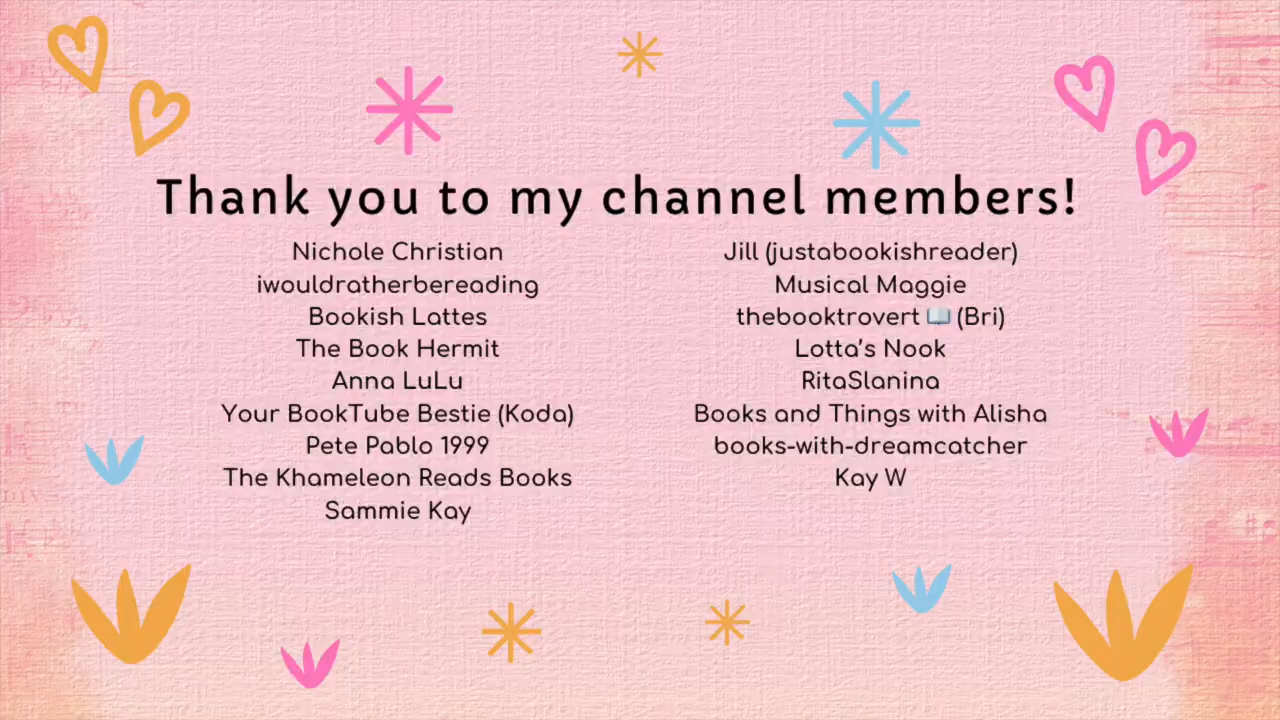 Thank you to my channel members!
Nichole Christian
iwouldratherbereading
Bookish Lattes
The Book Hermit
Anna LuLu
Your BookTube Bestie (Koda)
Pete Pablo 1999
The Khameleon Reads Books
Sammie Kay
Jill (justabookishreader)
Musical Maggie
thebooktrovert 📖 (Bri)
Lotta’s Nook
RitaSlanina
Books and Things with Alisha
books-with-dreamcatcher
Kay W